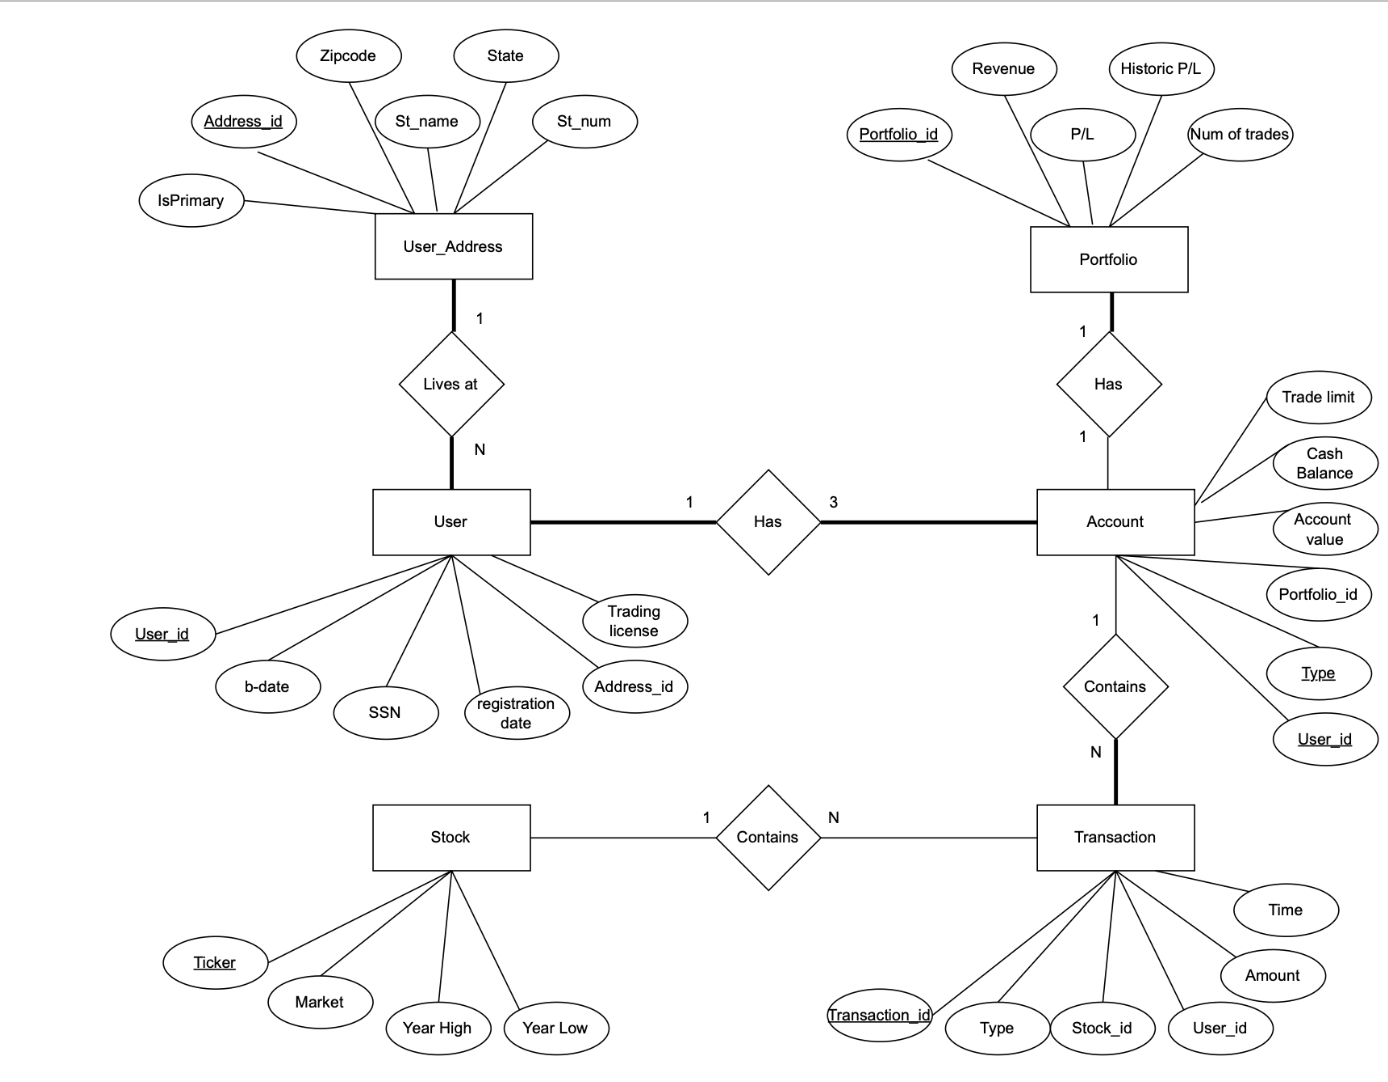 Zipcode
State
Revenue
Historic P/L
Address_id
St_name
St_num
Portfolio_id
P/L
Num of trades
IsPrimary
User_Address
Portfolio
1
1
Lives at
Has
Trade limit
N
1
Cash
Balance
1
3
User
Has
Account
Account
value
Portfolio_id
Trading
license
1
User_id
b-date
SSN
registration
date
Address_id
Contains
Type
User_id
N
1
N
Stock
Contains
Transaction
Time
Ticker
Market
Year High
Year Low
Amount
Transaction_id
Type
Stock_id
User_id